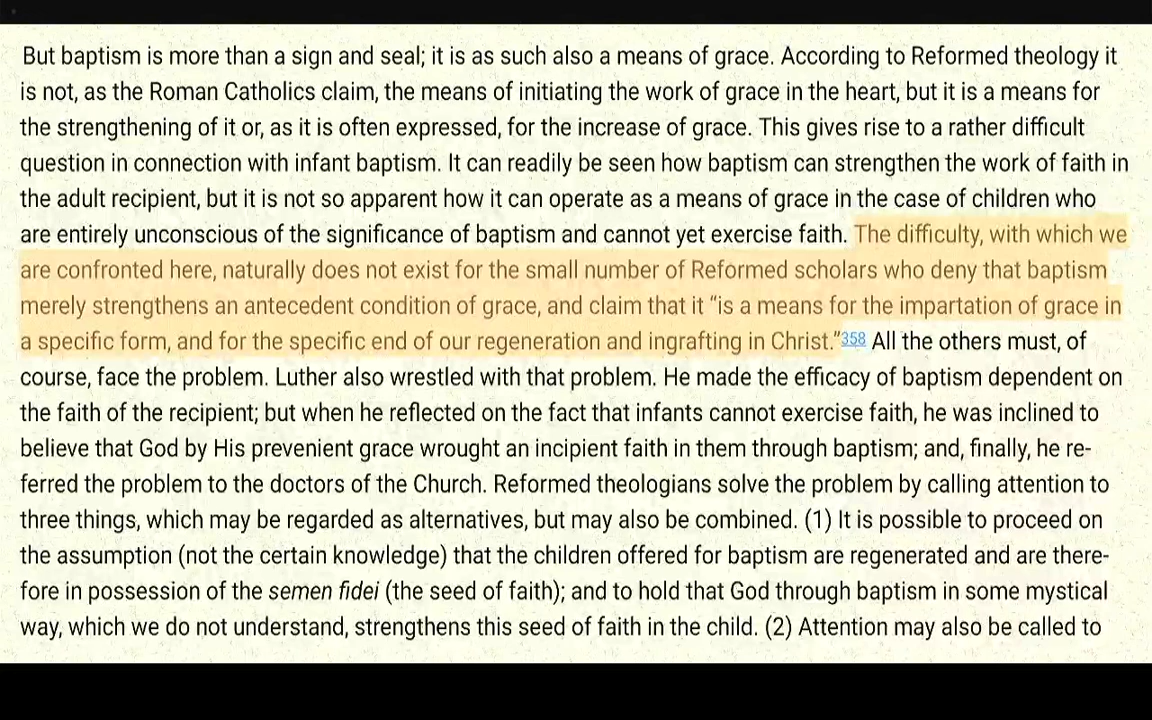 But baptism is more than a sign and seal; it is as such also a means of grace. According to Reformed theology it
is not, as the Roman Catholics claim, the means of initiating the work of grace in the heart, but it is a means for
the strengthening of it or, as it is often expressed, for the increase of grace. This gives rise to a rather difficult
question in connection with infant baptism. It can readily be seen how baptism can strengthen the work of faith in
the adult recipient, but it is not so apparent how it can operate as a means of grace in the case of children who
are entirely unconscious of the significance of baptism and cannot yet exercise faith. The difficulty, with which we
are confronted here, naturally does not exist for the small number of Reformed scholars who deny that baptism
merely strengthens an antecedent condition of grace, and claim that it “is a means for the impartation of grace in
a specific form, and for the specific end of our regeneration and ingrafting in Christ.”358 All the others must, of
course, face the problem. Luther also wrestled with that problem. He made the efficacy of baptism dependent on
the faith of the recipient; but when he reflected on the fact that infants cannot exercise faith, he was inclined to
believe that God by His prevenient grace wrought an incipient faith in them through baptism; and, finally, he re-
ferred the problem to the doctors of the Church. Reformed theologians solve the problem by calling attention to
three things, which may be regarded as alternatives, but may also be combined. (1) It is possible to proceed on
the assumption (not the certain knowledge) that the children offered for baptism are regenerated and are there-
fore in possession of the semen fidei (the seed of faith); and to hold that God through baptism in some mystical
way, which we do not understand, strengthens this seed of faith in the child. (2) Attention may also be called to